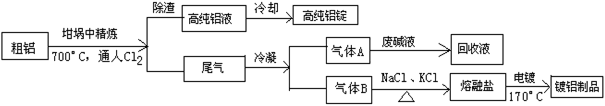 粗铝
坩埚中精炼
700°C，通人Cl₂
除渣
高纯铝液
冷却
高纯铝锭
尾气
冷凝
气体A
废碱液
回收液
气体B
NaCl、KCl
△
熔融盐
电镀
170°C
镀铝制品